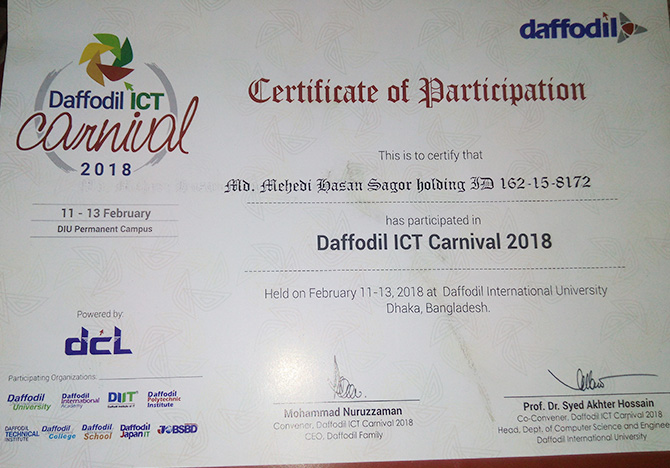 daffodil
Daffodil ICT
carnival
2018
11 - 13 February
DIU Permanent Campus
Certificate of Participation
This is to certify that
Md. Mehedi Hasan Sagor holding ID 162-15-8172
has participated in
Daffodil ICT Carnival 2018
Held on February 11-13, 2018 at Daffodil International University
Dhaka, Bangladesh.
Powered by:
dcl
Participating Organizations:
Daffodil
University
Daffodil
International
Academy
DIIT
Daffodil
Polytechnic
Institute
DAFFODIL
TECHNICAL
INSTITUTE
Daffodil
College
Daffodil
School
Daffodil
Japan IT
JOBSBD
Mohammad Nuruzzaman
Convener, Daffodil ICT Carnival 2018
CEO, Daffodil Family
Prof. Dr. Syed Akhter Hossain
Co-Convener, Daffodil ICT Carnival 2018
Head, Dept. of Computer Science and Enginee
Daffodil International University